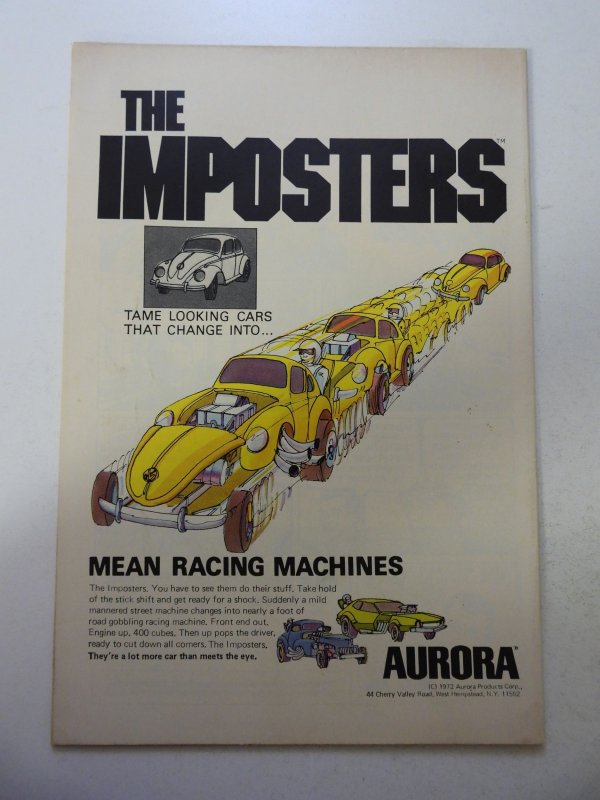 THE
IMPOSTERS™
TAME LOOKING CARS
THAT CHANGE INTO...
MEAN RACING MACHINES
The Imposters. You have to see them do their stuff. Take hold
of the stick shift and get ready for a shock. Suddenly a mild
mannered street machine changes into nearly a foot of
road gobbling racing machine. Front end out.
Engine up, 400 cubes. Then up pops the driver,
ready to cut down all corners. The Imposters.
They're a lot more car than meets the eye.
AURORA®
(C) 1972 Aurora Products Corp.,
44 Cherry Valley Road, West Hempstead, N.Y. 11552